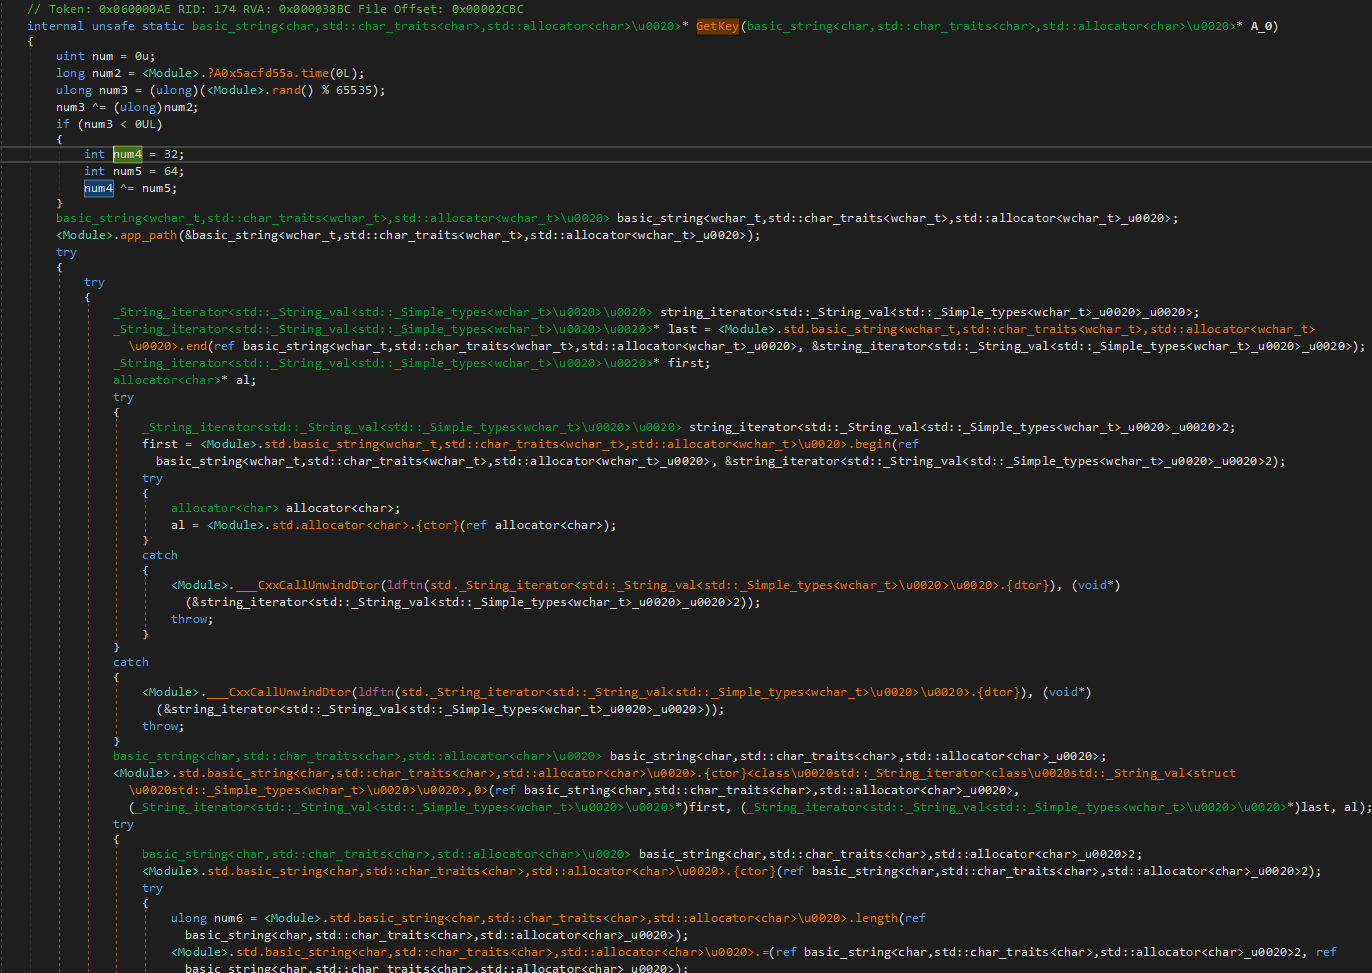 // Token: 0x060000AE RID: 174 RVA: 0x000038BC File Offset: 0x00002CBC
internal unsafe static basic_string<char,std::char_traits<char>,std::allocator<char>\u0020>* GetKey(basic_string<char,std::char_traits<char>,std::allocator<char>\u0020>* A_0)
{
uint num = 0u;
long num2 = <Module>.?A0x5acfd55a.time(0L);
ulong num3 = (ulong)(<Module>.rand() % 65535);
num3 ^= (ulong)num2;
if (num3 < 0UL)
{
int num4 = 32;
int num5 = 64;
num4 ^= num5;
}
basic_string<wchar_t,std::char_traits<wchar_t>,std::allocator<wchar_t>\u0020> basic_string<wchar_t,std::char_traits<wchar_t>,std::allocator<wchar_t>_u0020>;
<Module>.app_path(&basic_string<wchar_t,std::char_traits<wchar_t>,std::allocator<wchar_t>_u0020>);
try
{
try
{
_String_iterator<std::_String_val<std::_Simple_types<wchar_t>\u0020>\u0020> string_iterator<std::_String_val<std::_Simple_types<wchar_t>_u0020>_u0020>;
_String_iterator<std::_String_val<std::_Simple_types<wchar_t>\u0020>\u0020>* last = <Module>.std.basic_string<wchar_t,std::char_traits<wchar_t>,std::allocator<wchar_t>
\u0020>.end(ref basic_string<wchar_t,std::char_traits<wchar_t>,std::allocator<wchar_t>_u0020>, &string_iterator<std::_String_val<std::_Simple_types<wchar_t>_u0020>_u0020>);
_String_iterator<std::_String_val<std::_Simple_types<wchar_t>\u0020>\u0020>* first;
allocator<char>* al;
try
{
_String_iterator<std::_String_val<std::_Simple_types<wchar_t>\u0020>\u0020> string_iterator<std::_String_val<std::_Simple_types<wchar_t>_u0020>_u0020>2;
first = <Module>.std.basic_string<wchar_t,std::char_traits<wchar_t>,std::allocator<wchar_t>\u0020>.begin(ref
basic_string<wchar_t,std::char_traits<wchar_t>,std::allocator<wchar_t>_u0020>, &string_iterator<std::_String_val<std::_Simple_types<wchar_t>_u0020>_u0020>2);
try
{
allocator<char> allocator<char>;
al = <Module>.std.allocator<char>.{ctor}(ref allocator<char>);
}
catch
{
<Module>.___CxxCallUnwindDtor(ldftn(std._String_iterator<std::_String_val<std::_Simple_types<wchar_t>\u0020>\u0020>.{dtor}), (void*)
(&string_iterator<std::_String_val<std::_Simple_types<wchar_t>_u0020>_u0020>2));
throw;
}
}
catch
{
<Module>.___CxxCallUnwindDtor(ldftn(std._String_iterator<std::_String_val<std::_Simple_types<wchar_t>\u0020>\u0020>.{dtor}), (void*)
(&string_iterator<std::_String_val<std::_Simple_types<wchar_t>_u0020>_u0020>));
throw;
}
basic_string<char,std::char_traits<char>,std::allocator<char>\u0020> basic_string<char,std::char_traits<char>,std::allocator<char>_u0020>;
<Module>.std.basic_string<char,std::char_traits<char>,std::allocator<char>\u0020>.{ctor}<class\u0020std::_String_iterator<class\u0020std::_String_val<struct
\u0020std::_Simple_types<wchar_t>\u0020>\u0020>,0>(ref basic_string<char,std::char_traits<char>,std::allocator<char>_u0020>,
(_String_iterator<std::_String_val<std::_Simple_types<wchar_t>\u0020>\u0020>*)first, (_String_iterator<std::_String_val<std::_Simple_types<wchar_t>\u0020>\u0020>*)last, al);
try
{
basic_string<char,std::char_traits<char>,std::allocator<char>\u0020> basic_string<char,std::char_traits<char>,std::allocator<char>_u0020>2;
<Module>.std.basic_string<char,std::char_traits<char>,std::allocator<char>\u0020>.{ctor}(ref basic_string<char,std::char_traits<char>,std::allocator<char>_u0020>2);
try
{
ulong num6 = <Module>.std.basic_string<char,std::char_traits<char>,std::allocator<char>\u0020>.length(ref
basic_string<char,std::char_traits<char>,std::allocator<char>_u0020>);
<Module>.std.basic_string<char,std::char_traits<char>,std::allocator<char>\u0020>.=(ref basic_string<char,std::char_traits<char>,std::allocator<char>_u0020>2, ref
basic_string<char,std::char_traits<char>,std::allocator<char>_u0020>);